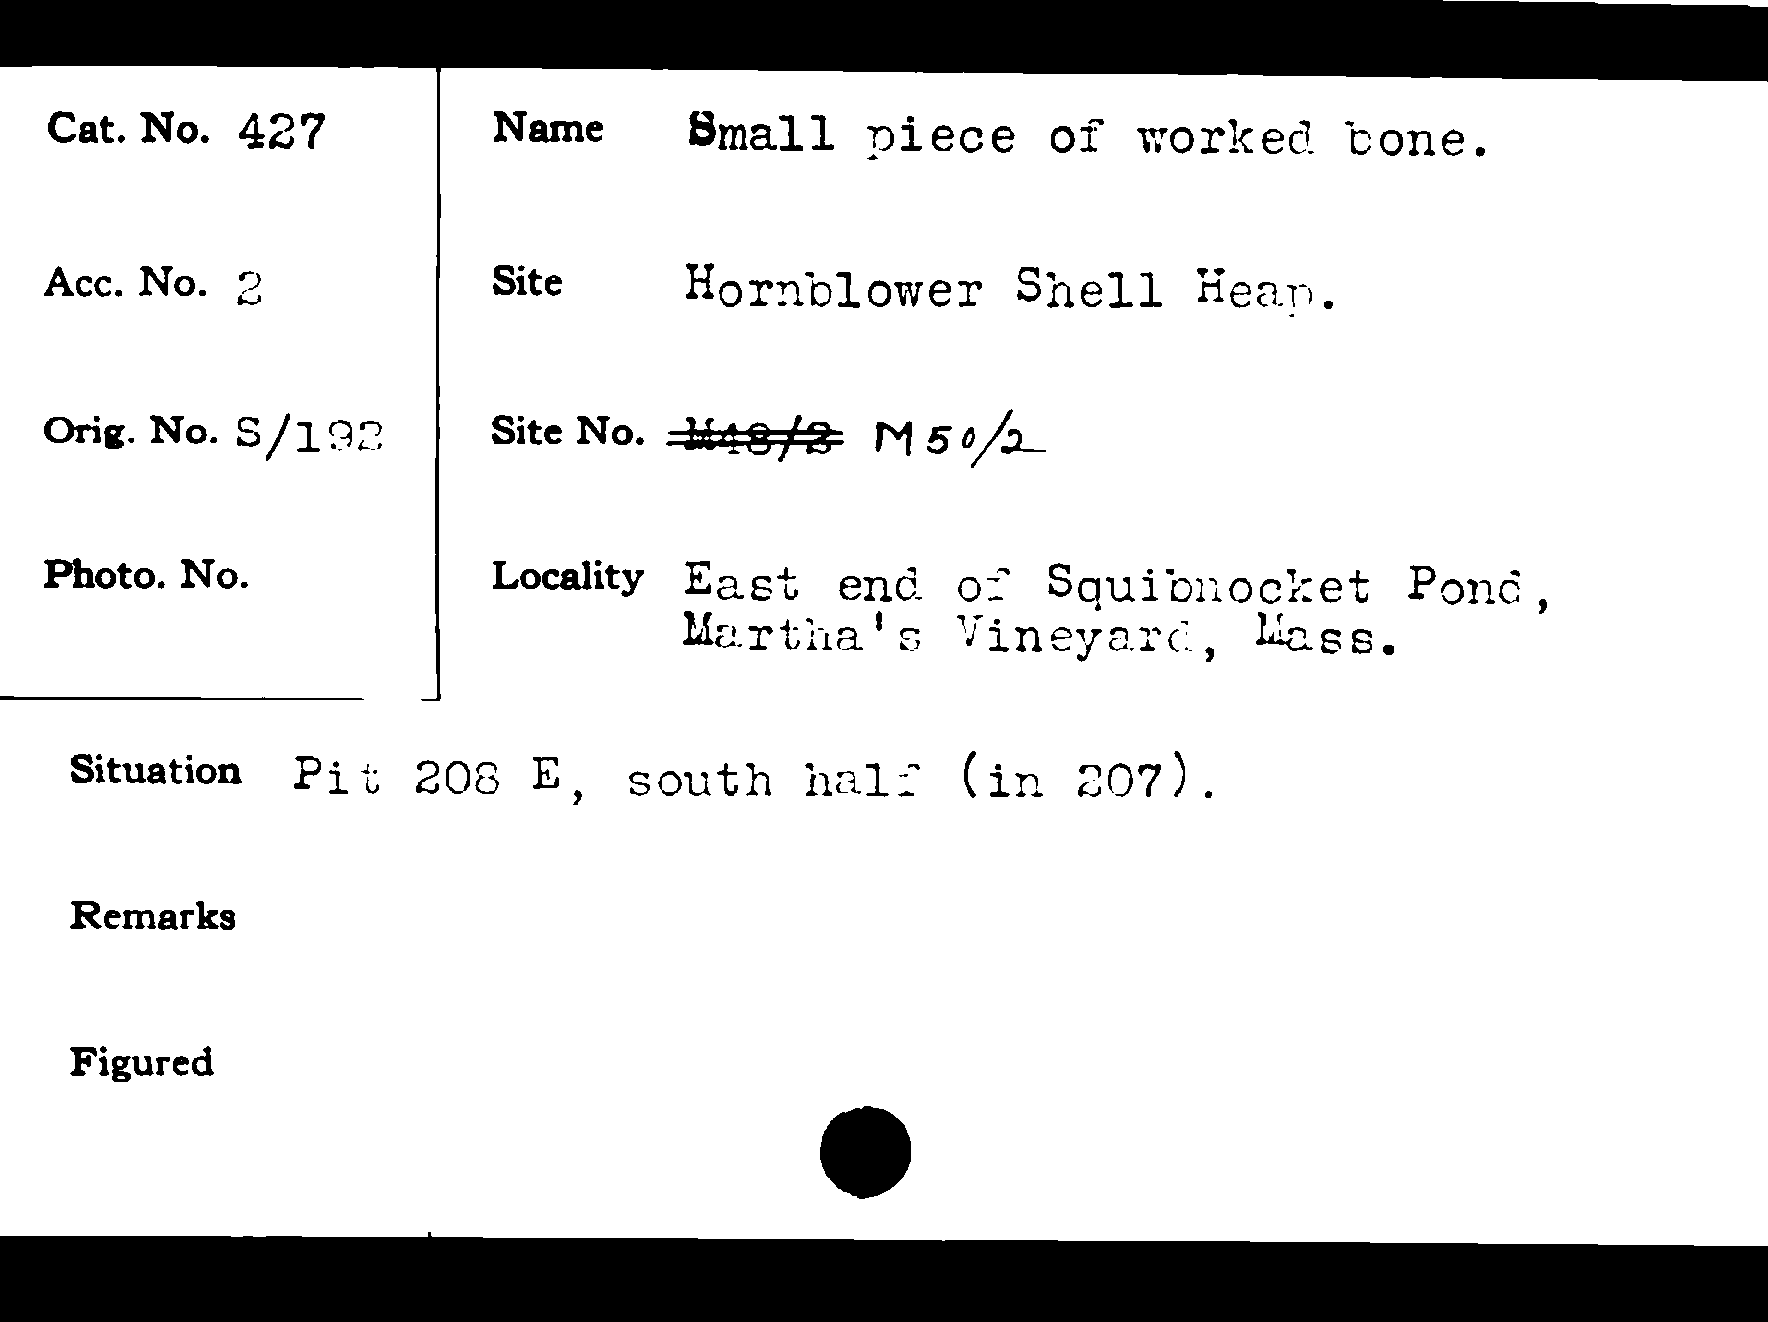 Cat. No. 427
Name Small piece of worked bone.
Acc. No. 2
Site Hornblower Shell Heap.
Orig. No. S/192
Site No. M48/2 M50/2
Photo. No.
Locality East end of Squibnocket Pond,
Martha's Vineyard, Mass.
Situation Pit 208 E, south half (in 207).
Remarks
Figured